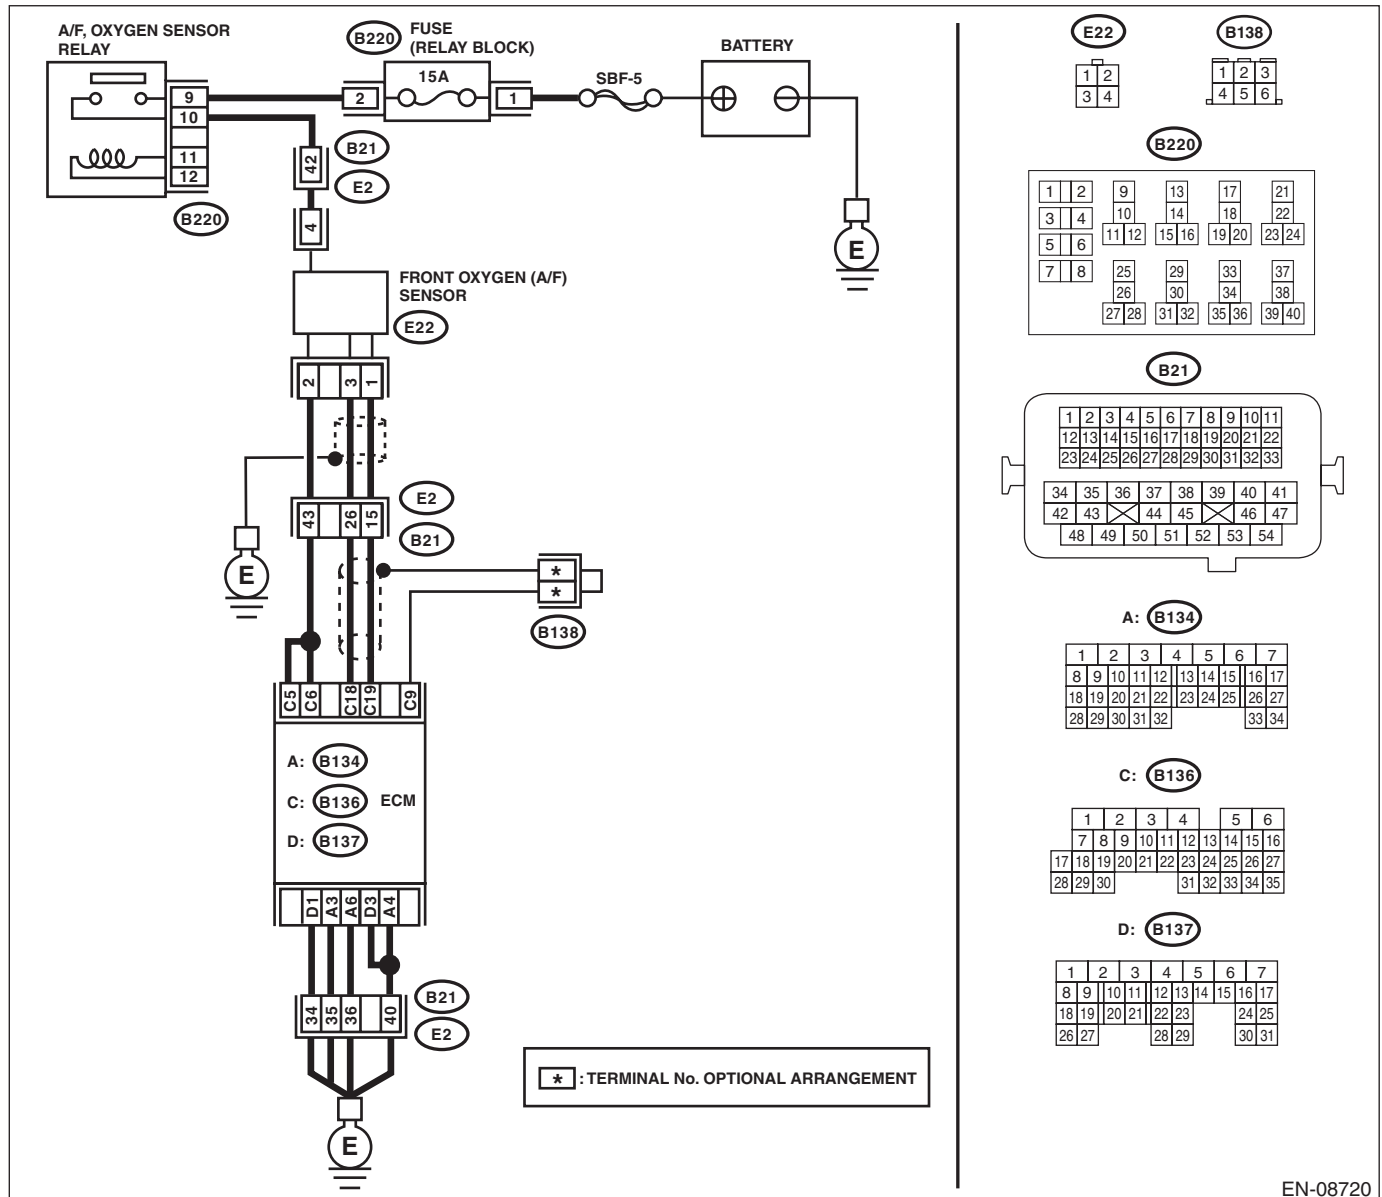 A/F, OXYGEN SENSOR
RELAY
B220
FUSE
(RELAY BLOCK)
15A
BATTERY
SBF-5
9
10
11
12
2
1
B220
42
B21
E2
4
E
FRONT OXYGEN (A/F)
SENSOR
E22
2 3 1
E2
43 26 15
B21
E
*
*
B138
C5 C6 C18 C19 C9
A: B134
C: B136 ECM
D: B137
D1 A3 A6 D3 A4
34 35 36 40
B21
E2
E
* : TERMINAL No. OPTIONAL ARRANGEMENT
E22
1 2
3 4
B138
1 2 3
4 5 6
B220
1 2 9 13 17 21
3 4 10 14 18 22
11 12 15 16 19 20 23 24
5 6
7 8 25 29 33 37
26 30 34 38
27 28 31 32 35 36 39 40
B21
1 2 3 4 5 6 7 8 9 10 11
12 13 14 15 16 17 18 19 20 21 22
23 24 25 26 27 28 29 30 31 32 33
34 35 36 37 38 39 40 41
42 43 44 45 46 47
48 49 50 51 52 53 54
A: B134
1 2 3 4 5 6 7
8 9 10 11 12 13 14 15 16 17
18 19 20 21 22 23 24 25 26 27
28 29 30 31 32 33 34
C: B136
1 2 3 4 5 6
7 8 9 10 11 12 13 14 15 16
17 18 19 20 21 22 23 24 25 26 27
28 29 30 31 32 33 34 35
D: B137
1 2 3 4 5 6 7
8 9 10 11 12 13 14 15 16 17
18 19 20 21 22 23 24 25
26 27 28 29 30 31
EN-08720